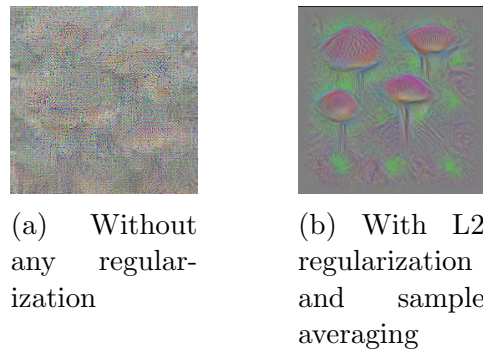 (a) Without
any regular-
ization
(b) With L2
regularization
and sample
averaging